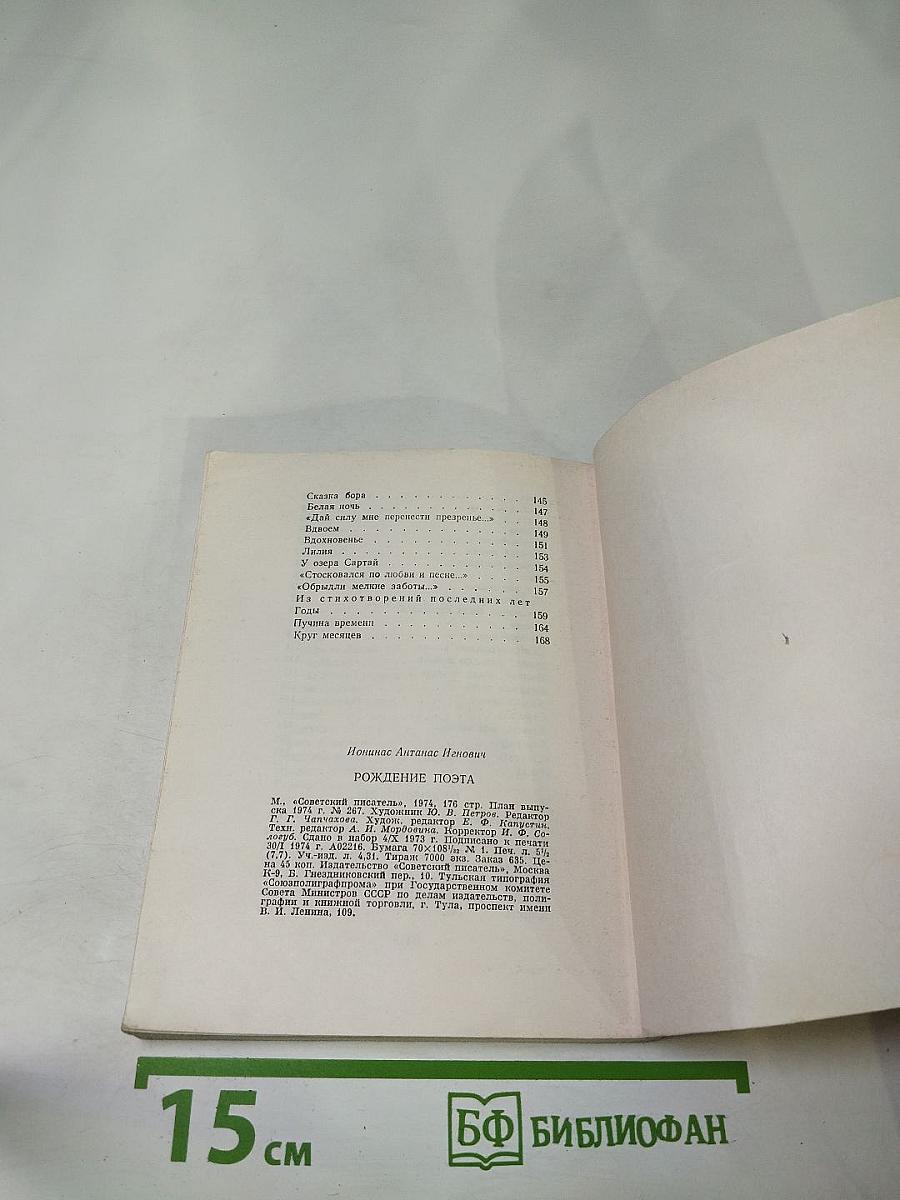 Сказка бора . . . . . . . . . . . . 145
Белая ночь . . . . . . . . . . . . 147
«Дай силу мне перенести презренье...» . . 148
Вдвоем . . . . . . . . . . . . . . 149
Вдохновенье . . . . . . . . . . . . 151
Лилия . . . . . . . . . . . . . . 153
У озера Сартай . . . . . . . . . . 154
«Стосковался по любви и песне...» . . . . 155
«Обрыдли мелкие заботы...» . . . . . . 157
Из стихотворений последних лет
Годы . . . . . . . . . . . . . . 159
Пучина времени . . . . . . . . . . 164
Круг месяцев . . . . . . . . . . . 168
Ионинас Антанас Игнович
РОЖДЕНИЕ ПОЭТА
М., «Советский писатель», 1974, 176 стр. План выпу-
ска 1974 г. № 267. Художник Ю. В. Петров. Редактор
Г. Г. Чапчахова. Худож. редактор Е. Ф. Капустин.
Техн. редактор А. И. Мордовина. Корректор И. Ф. Со-
логуб. Сдано в набор 4/X 1973 г. Подписано к печати
30/I 1974 г. А02216. Бумага 70×108¹/₃₂ № 1. Печ. л. 5¹/₂
(7,7). Уч.-изд. л. 4,31. Тираж 7000 экз. Заказ 635. Це-
на 45 коп. Издательство «Советский писатель», Москва
К-9, Б. Гнездниковский пер., 10. Тульская типография
«Союзполиграфпрома» при Государственном комитете
Совета Министров СССР по делам издательств, поли-
графии и книжной торговли, г. Тула, проспект имени
В. И. Ленина, 109.
15 см
БФ БИБЛИОФАН